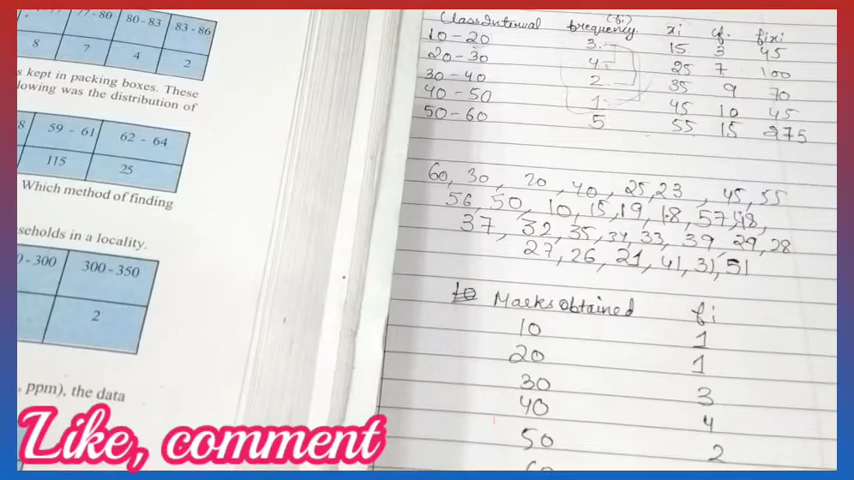 77-80 80-83 83-86
8 7 4 2
s kept in packing boxes. These
lowing was the distribution of
8 59 - 61 62 - 64
115 25
Which method of finding
seholds in a locality.
0-300 300-350
2
, ppm), the data
Like, comment
Class Interval frequency (fi) xi cf fixi
10-20 3 15 3 45
20-30 4 25 7 100
30-40 2 35 9 70
40-50 1 45 10 45
50-60 5 55 15 275
60, 30, 20, 40, 25, 23, 45, 55
56, 50, 10, 15, 19, 18, 57, 48,
37, 32, 35, 34, 33, 39, 29, 28
27, 26, 21, 41, 31, 51
Marks obtained fi
10 1
20 1
30 3
40 4
50 2